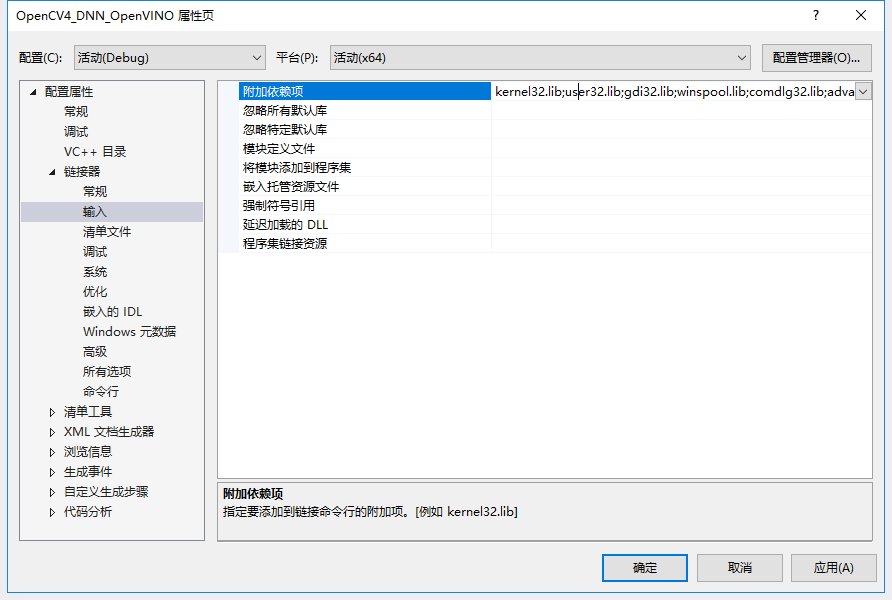 OpenCV4_DNN_OpenVINO 属性页
配置(C): 活动(Debug) 平台(P): 活动(x64) 配置管理器(O)...
配置属性
常规
调试
VC++ 目录
链接器
常规
输入
清单文件
调试
系统
优化
嵌入的 IDL
Windows 元数据
高级
所有选项
命令行
清单工具
XML 文档生成器
浏览信息
生成事件
自定义生成步骤
代码分析
附加依赖项 kernel32.lib;user32.lib;gdi32.lib;winspool.lib;comdlg32.lib;adva
忽略所有默认库
忽略特定默认库
模块定义文件
将模块添加到程序集
嵌入托管资源文件
强制符号引用
延迟加载的 DLL
程序集链接资源
附加依赖项
指定要添加到链接命令行的附加项。[例如 kernel32.lib]
确定 取消 应用(A)